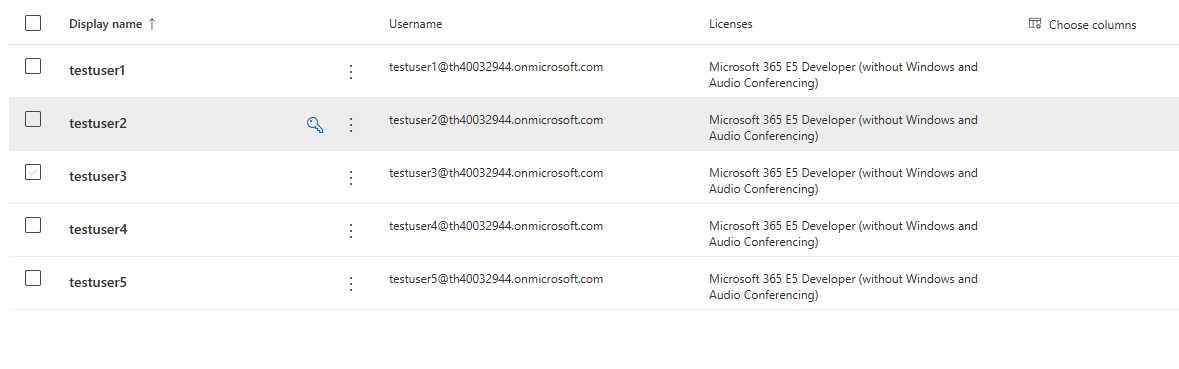 Display name ↑ Username Licenses Choose columns
testuser1 testuser1@th40032944.onmicrosoft.com Microsoft 365 E5 Developer (without Windows and
Audio Conferencing)
testuser2 testuser2@th40032944.onmicrosoft.com Microsoft 365 E5 Developer (without Windows and
Audio Conferencing)
testuser3 testuser3@th40032944.onmicrosoft.com Microsoft 365 E5 Developer (without Windows and
Audio Conferencing)
testuser4 testuser4@th40032944.onmicrosoft.com Microsoft 365 E5 Developer (without Windows and
Audio Conferencing)
testuser5 testuser5@th40032944.onmicrosoft.com Microsoft 365 E5 Developer (without Windows and
Audio Conferencing)